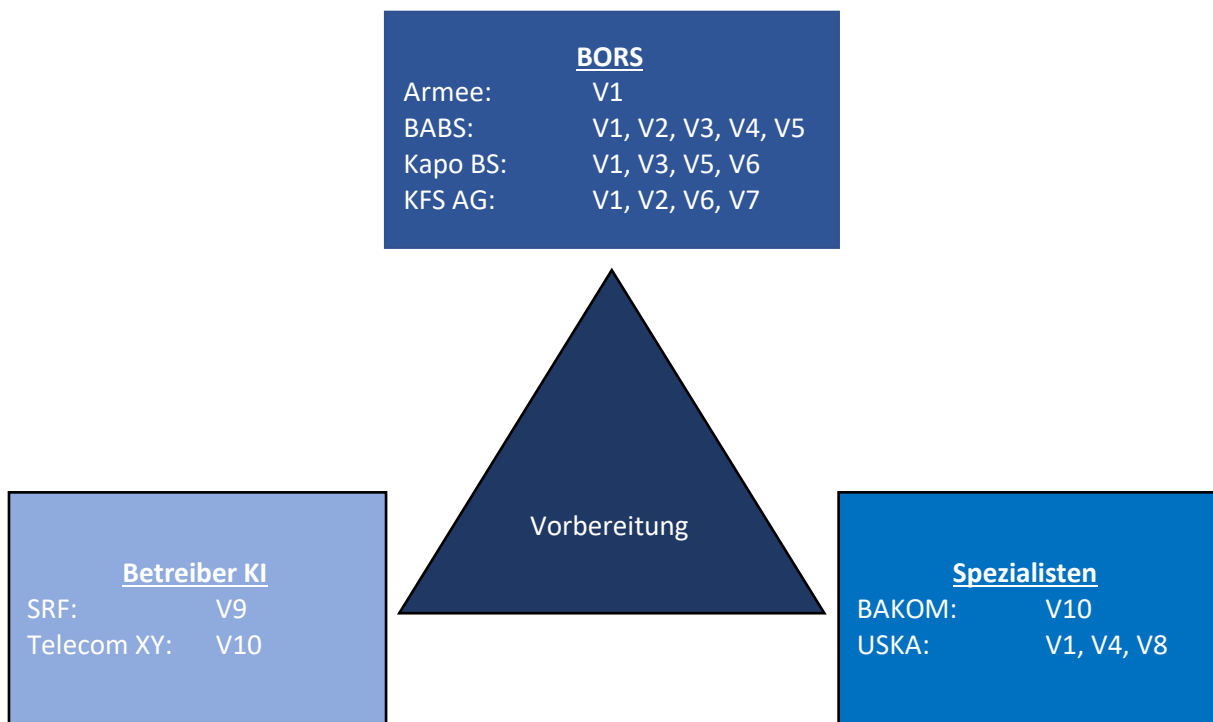 BORS
Armee: V1
BABS: V1, V2, V3, V4, V5
Kapo BS: V1, V3, V5, V6
KFS AG: V1, V2, V6, V7
Vorbereitung
Betreiber KI
SRF: V9
Telecom XY: V10
Spezialisten
BAKOM: V10
USKA: V1, V4, V8